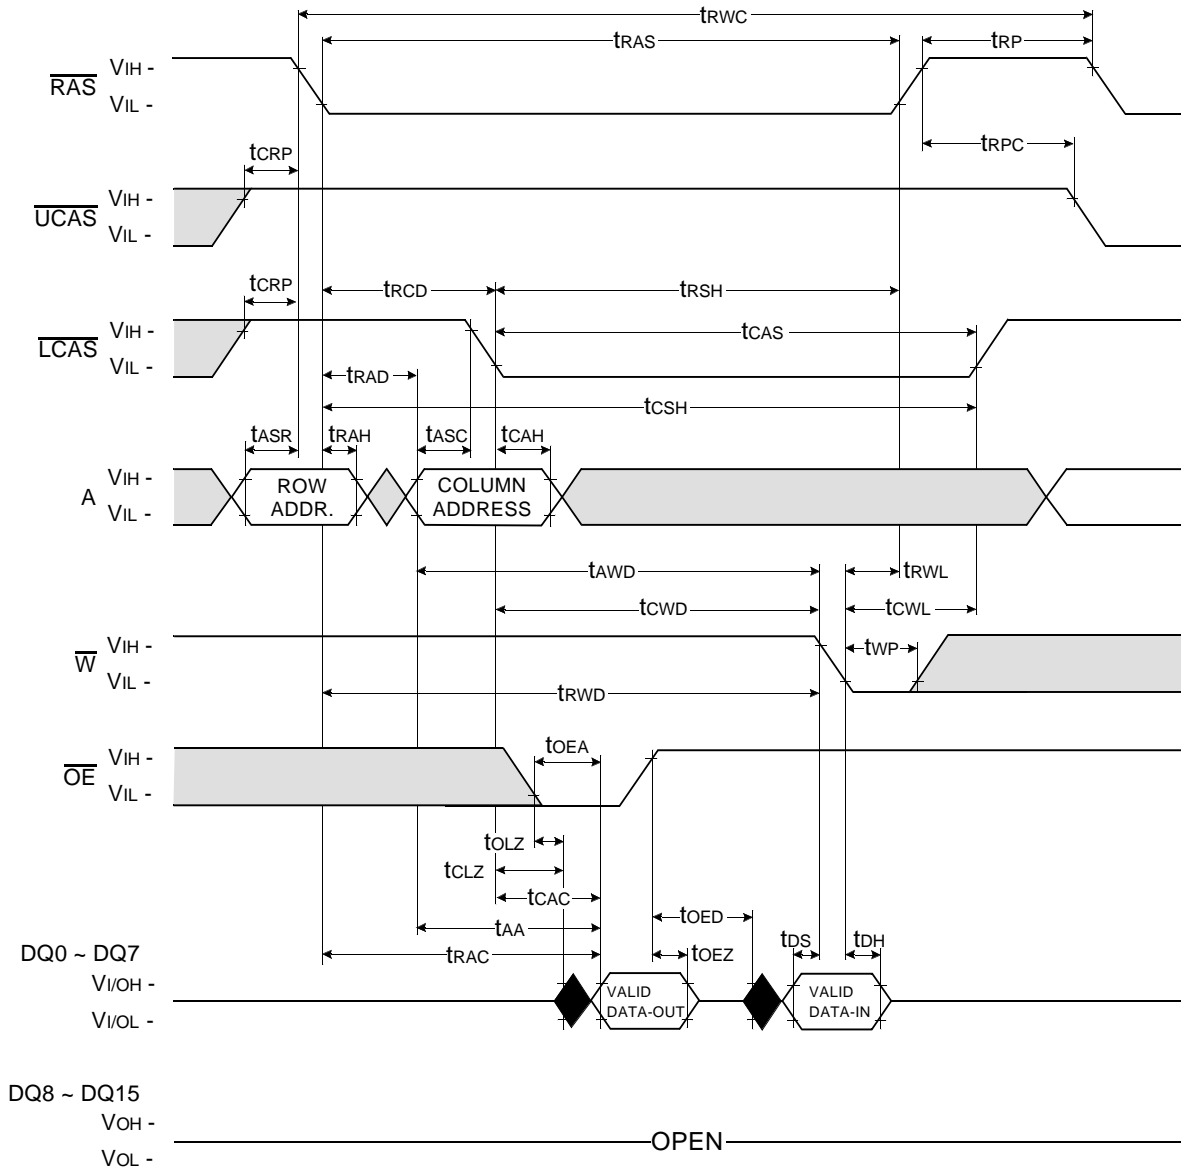 tRWC
tRAS tRP
RAS VIH -
VIL -
tCRP tRPC
UCAS VIH -
VIL -
tCRP tRCD tRSH
LCAS VIH - tCAS
VIL -
tRAD
tCSH
tASR tRAH tASC tCAH
A VIH -
VIL -
ROW
ADDR.
COLUMN
ADDRESS
tAWD tRWL
tCWD tCWL
W VIH - tWP
VIL -
tRWD
OE VIH - tOEA
VIL -
tOLZ
tCLZ
tCAC
tAA tOED
tRAC tOEZ tDS tDH
DQ0 ~ DQ7
VI/OH -
VI/OL -
VALID
DATA-OUT
VALID
DATA-IN
DQ8 ~ DQ15
VOH -
OPEN
VOL -